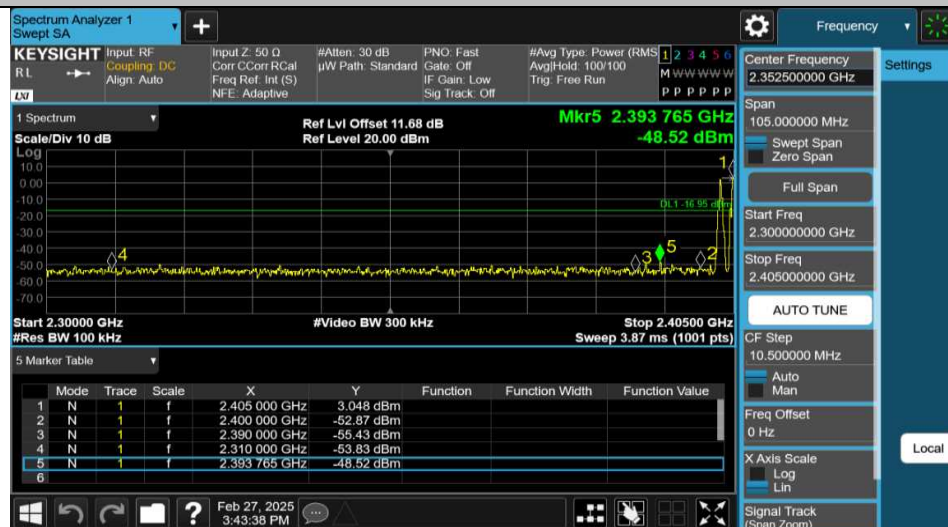 Spectrum Analyzer 1
Swept SA
+
Frequency
KEYSIGHT
RL
LXI
Input: RF
Coupling: DC
Align: Auto
Input Z: 50 Ω
Corr CCorr RCal
Freq Ref: Int (S)
NFE: Adaptive
#Atten: 30 dB
µW Path: Standard
PNO: Fast
Gate: Off
IF Gain: Low
Sig Track: Off
#Avg Type: Power (RMS
Avg|Hold: 100/100
Trig: Free Run
1 2 3 4 5 6
M W W W W W
P P P P P P
1 Spectrum
Scale/Div 10 dB
Log
Ref Lvl Offset 11.68 dB
Ref Level 20.00 dBm
Mkr5 2.393 765 GHz
-48.52 dBm
10.0
0.00
-10.0
-20.0
-30.0
-40.0
-50.0
-60.0
-70.0
DL1 -16.95 dBm
1
4
3
5
2
Start 2.30000 GHz
#Res BW 100 kHz
#Video BW 300 kHz
Stop 2.40500 GHz
Sweep 3.87 ms (1001 pts)
5 Marker Table
Mode Trace Scale X Y Function Function Width Function Value
1 N 1 f 2.405 000 GHz 3.048 dBm
2 N 1 f 2.400 000 GHz -52.87 dBm
3 N 1 f 2.390 000 GHz -55.43 dBm
4 N 1 f 2.310 000 GHz -53.83 dBm
5 N 1 f 2.393 765 GHz -48.52 dBm
6
Center Frequency
2.352500000 GHz
Settings
Span
105.000000 MHz
Swept Span
Zero Span
Full Span
Start Freq
2.300000000 GHz
Stop Freq
2.405000000 GHz
AUTO TUNE
CF Step
10.500000 MHz
Auto
Man
Freq Offset
0 Hz
Local
X Axis Scale
Log
Lin
Signal Track
(Span Zoom)
?
Feb 27, 2025
3:43:38 PM